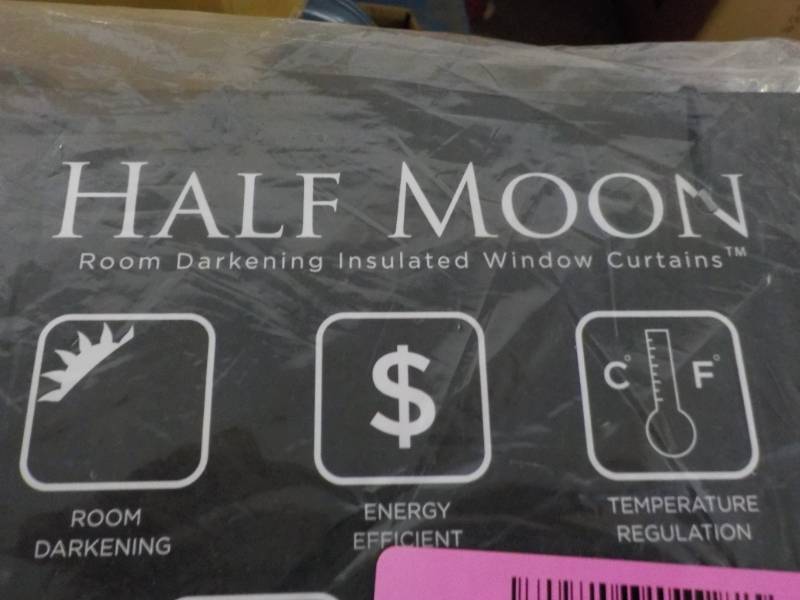 HALF MOON
Room Darkening Insulated Window Curtains™
$
C° F°
ROOM
DARKENING
ENERGY
EFFICIENT
TEMPERATURE
REGULATION